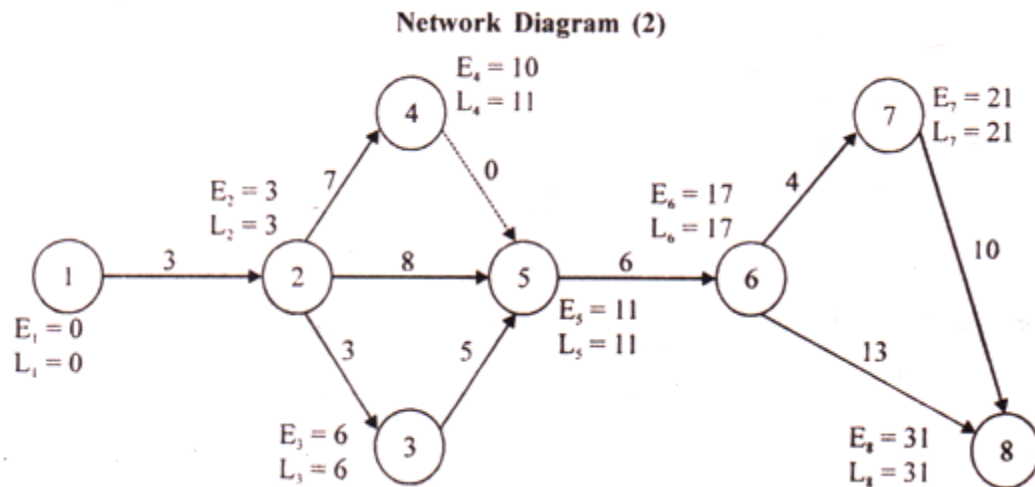 Network Diagram (2)
E₄ = 10
L₄ = 11
4
7
E₇ = 21
L₇ = 21
0
7
4
E₂ = 3
L₂ = 3
E₆ = 17
L₆ = 17
10
1
3
2
8
5
6
6
E₁ = 0
L₁ = 0
E₅ = 11
L₅ = 11
3
5
13
E₃ = 6
L₃ = 6
3
E₈ = 31
L₈ = 31
8